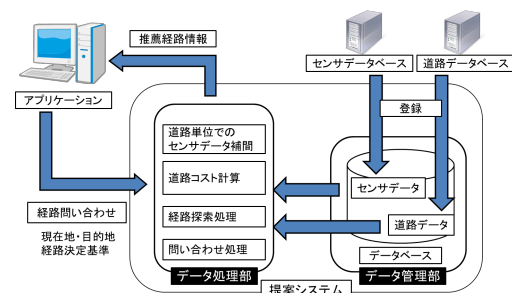 推薦経路情報
センサデータベース
道路データベース
アプリケーション
登録
道路単位での
センサデータ補間
道路コスト計算
センサデータ
経路問い合わせ
経路探索処理
道路データ
現在地・目的地
経路決定基準
問い合わせ処理
データベース
データ処理部
データ管理部
提案システム